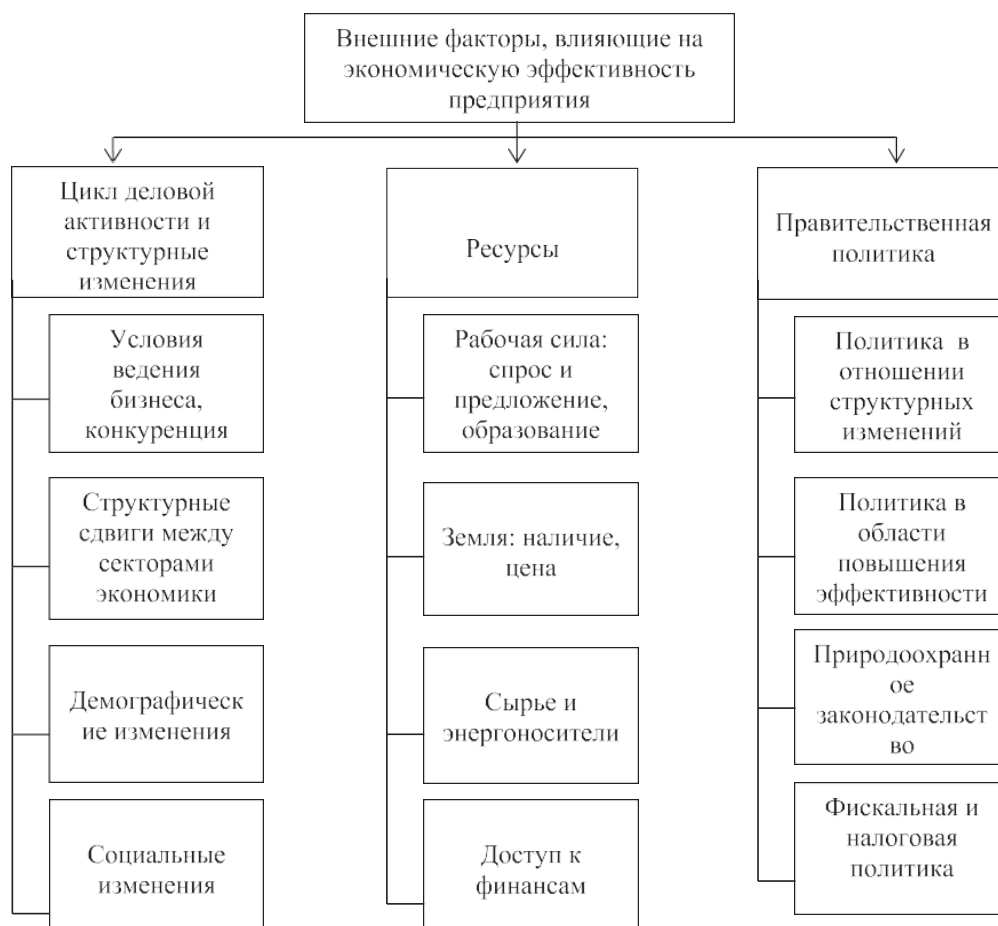 Внешние факторы, влияющие на
экономическую эффективность
предприятия
Цикл деловой
активности и
структурные
изменения
Условия
ведения
бизнеса,
конкуренция
Структурные
сдвиги между
секторами
экономики
Демографическ
ие изменения
Социальные
изменения
Ресурсы
Рабочая сила:
спрос и
предложение,
образование
Земля: наличие,
цена
Сырье и
энергоносители
Доступ к
финансам
Правительственная
политика
Политика в
отношении
структурных
изменений
Политика в
области
повышения
эффективности
Природоохранн
ое
законодательст
во
Фискальная и
налоговая
политика